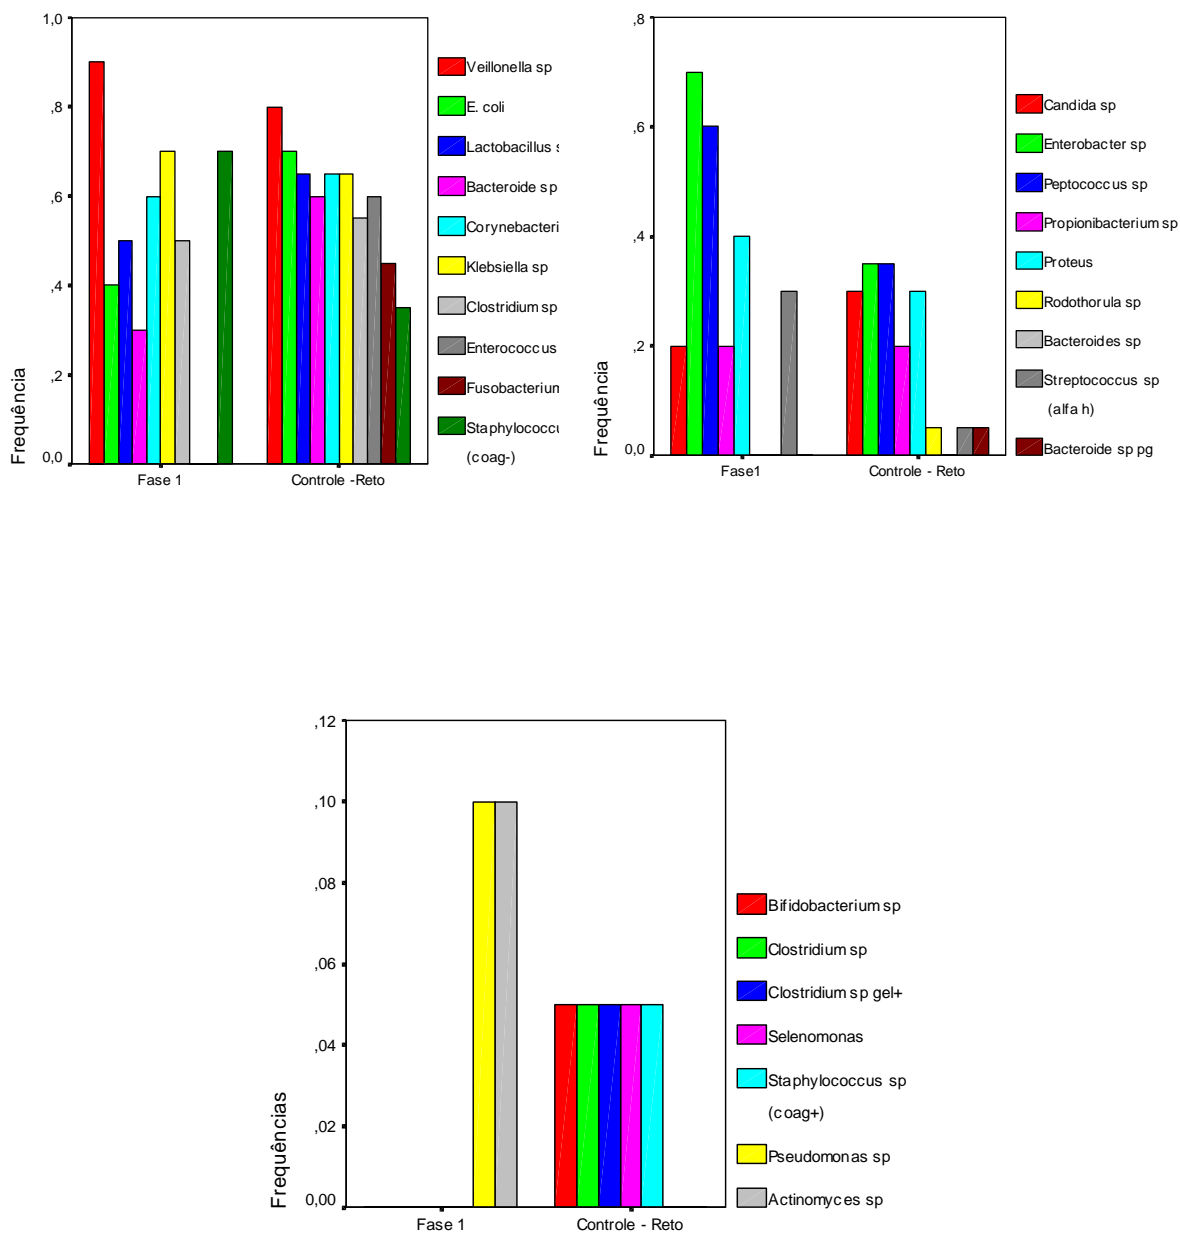 1,0
,8
,6
,4
,2
0,0
Frequência
Fase 1
Controle -Reto
Veillonella sp
E. coli
Lactobacillus s
Bacteroide sp
Corynebacteri
Klebsiella sp
Clostridium sp
Enterococcus
Fusobacterium
Staphylococcu
(coag-)
,8
,6
,4
,2
0,0
Frequência
Fase1
Controle - Reto
Candida sp
Enterobacter sp
Peptococcus sp
Propionibacterium sp
Proteus
Rodothorula sp
Bacteroides sp
Streptococcus sp
(alfa h)
Bacteroide sp pg
,12
,10
,08
,06
,04
,02
0,00
Frequências
Fase 1
Controle - Reto
Bifidobacterium sp
Clostridium sp
Clostridium sp gel+
Selenomonas
Staphylococcus sp
(coag+)
Pseudomonas sp
Actinomyces sp